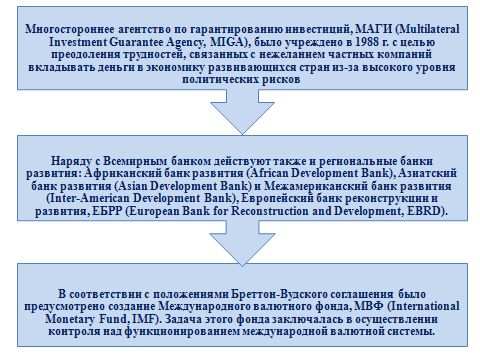 Многостороннее агентство по гарантированию инвестиций, МАГИ (Multilateral
Investment Guarantee Agency, MIGA), было учреждено в 1988 г. с целью
преодоления трудностей, связанных с нежеланием частных компаний
вкладывать деньги в экономику развивающихся стран из-за высокого уровня
политических рисков
Наряду с Всемирным банком действуют также и региональные банки
развития: Африканский банк развития (African Development Bank), Азиатский
банк развития (Asian Development Bank) и Межамериканский банк развития
(Inter-American Development Bank), Европейский банк реконструкции и
развития, ЕБРР (European Bank for Reconstruction and Development, EBRD).
В соответствии с положениями Бреттон-Вудского соглашения было
предусмотрено создание Международного валютного фонда, МВФ (International
Monetary Fund, IMF). Задача этого фонда заключалась в осуществлении
контроля над функционированием международной валютной системы.